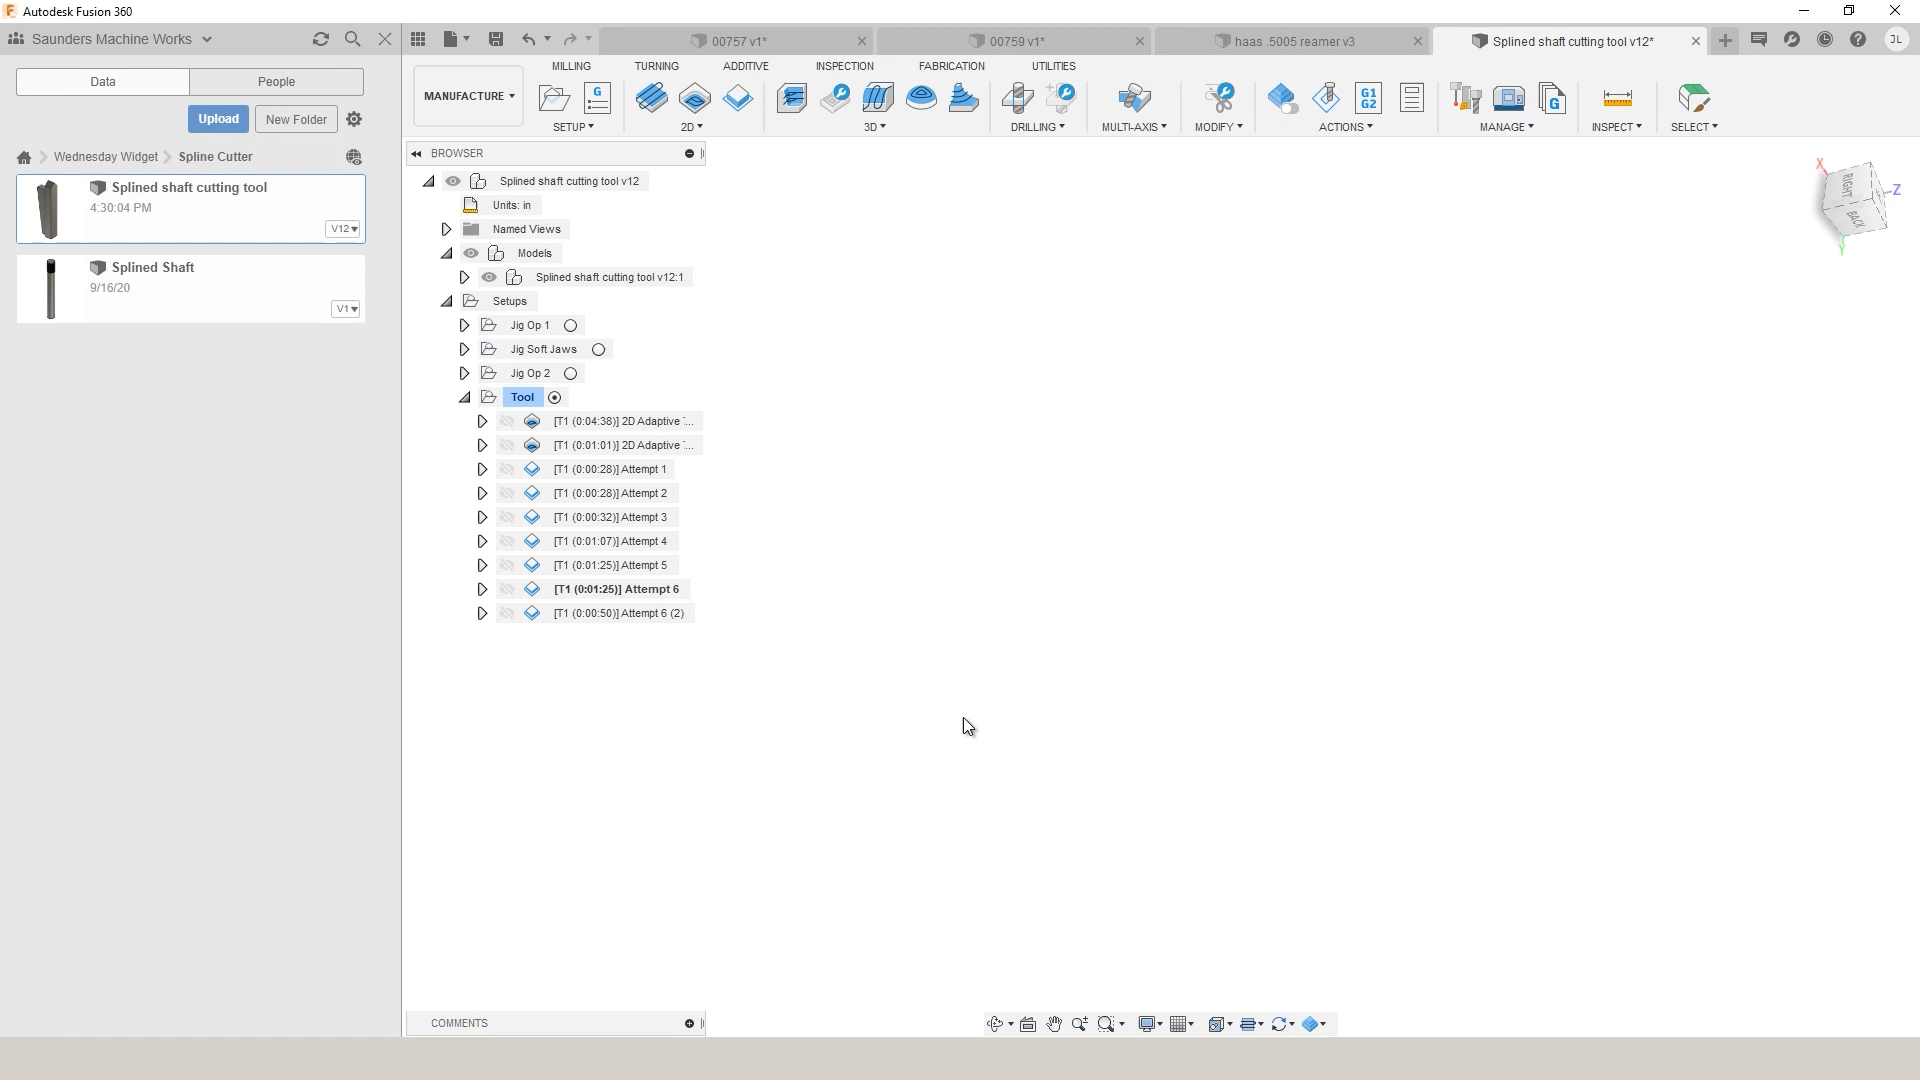 Autodesk Fusion 360
Saunders Machine Works
00757 v1*
00759 v1*
haas .5005 reamer v3
Splined shaft cutting tool v12*
JL
Data
People
Upload
New Folder
Wednesday Widget
Spline Cutter
Splined shaft cutting tool
4:30:04 PM
V12
Splined Shaft
9/16/20
V1
MANUFACTURE
MILLING
TURNING
ADDITIVE
INSPECTION
FABRICATION
UTILITIES
G
G1
G2
G
SETUP
2D
3D
DRILLING
MULTI-AXIS
MODIFY
ACTIONS
MANAGE
INSPECT
SELECT
BROWSER
Splined shaft cutting tool v12
Units: in
Named Views
Models
Splined shaft cutting tool v12:1
Setups
Jig Op 1
Jig Soft Jaws
Jig Op 2
Tool
[T1 (0:04:38)] 2D Adaptive ...
[T1 (0:01:01)] 2D Adaptive ...
[T1 (0:00:28)] Attempt 1
[T1 (0:00:28)] Attempt 2
[T1 (0:00:32)] Attempt 3
[T1 (0:01:07)] Attempt 4
[T1 (0:01:25)] Attempt 5
[T1 (0:01:25)] Attempt 6
[T1 (0:00:50)] Attempt 6 (2)
X
Z
Y
RIGHT
BACK
COMMENTS